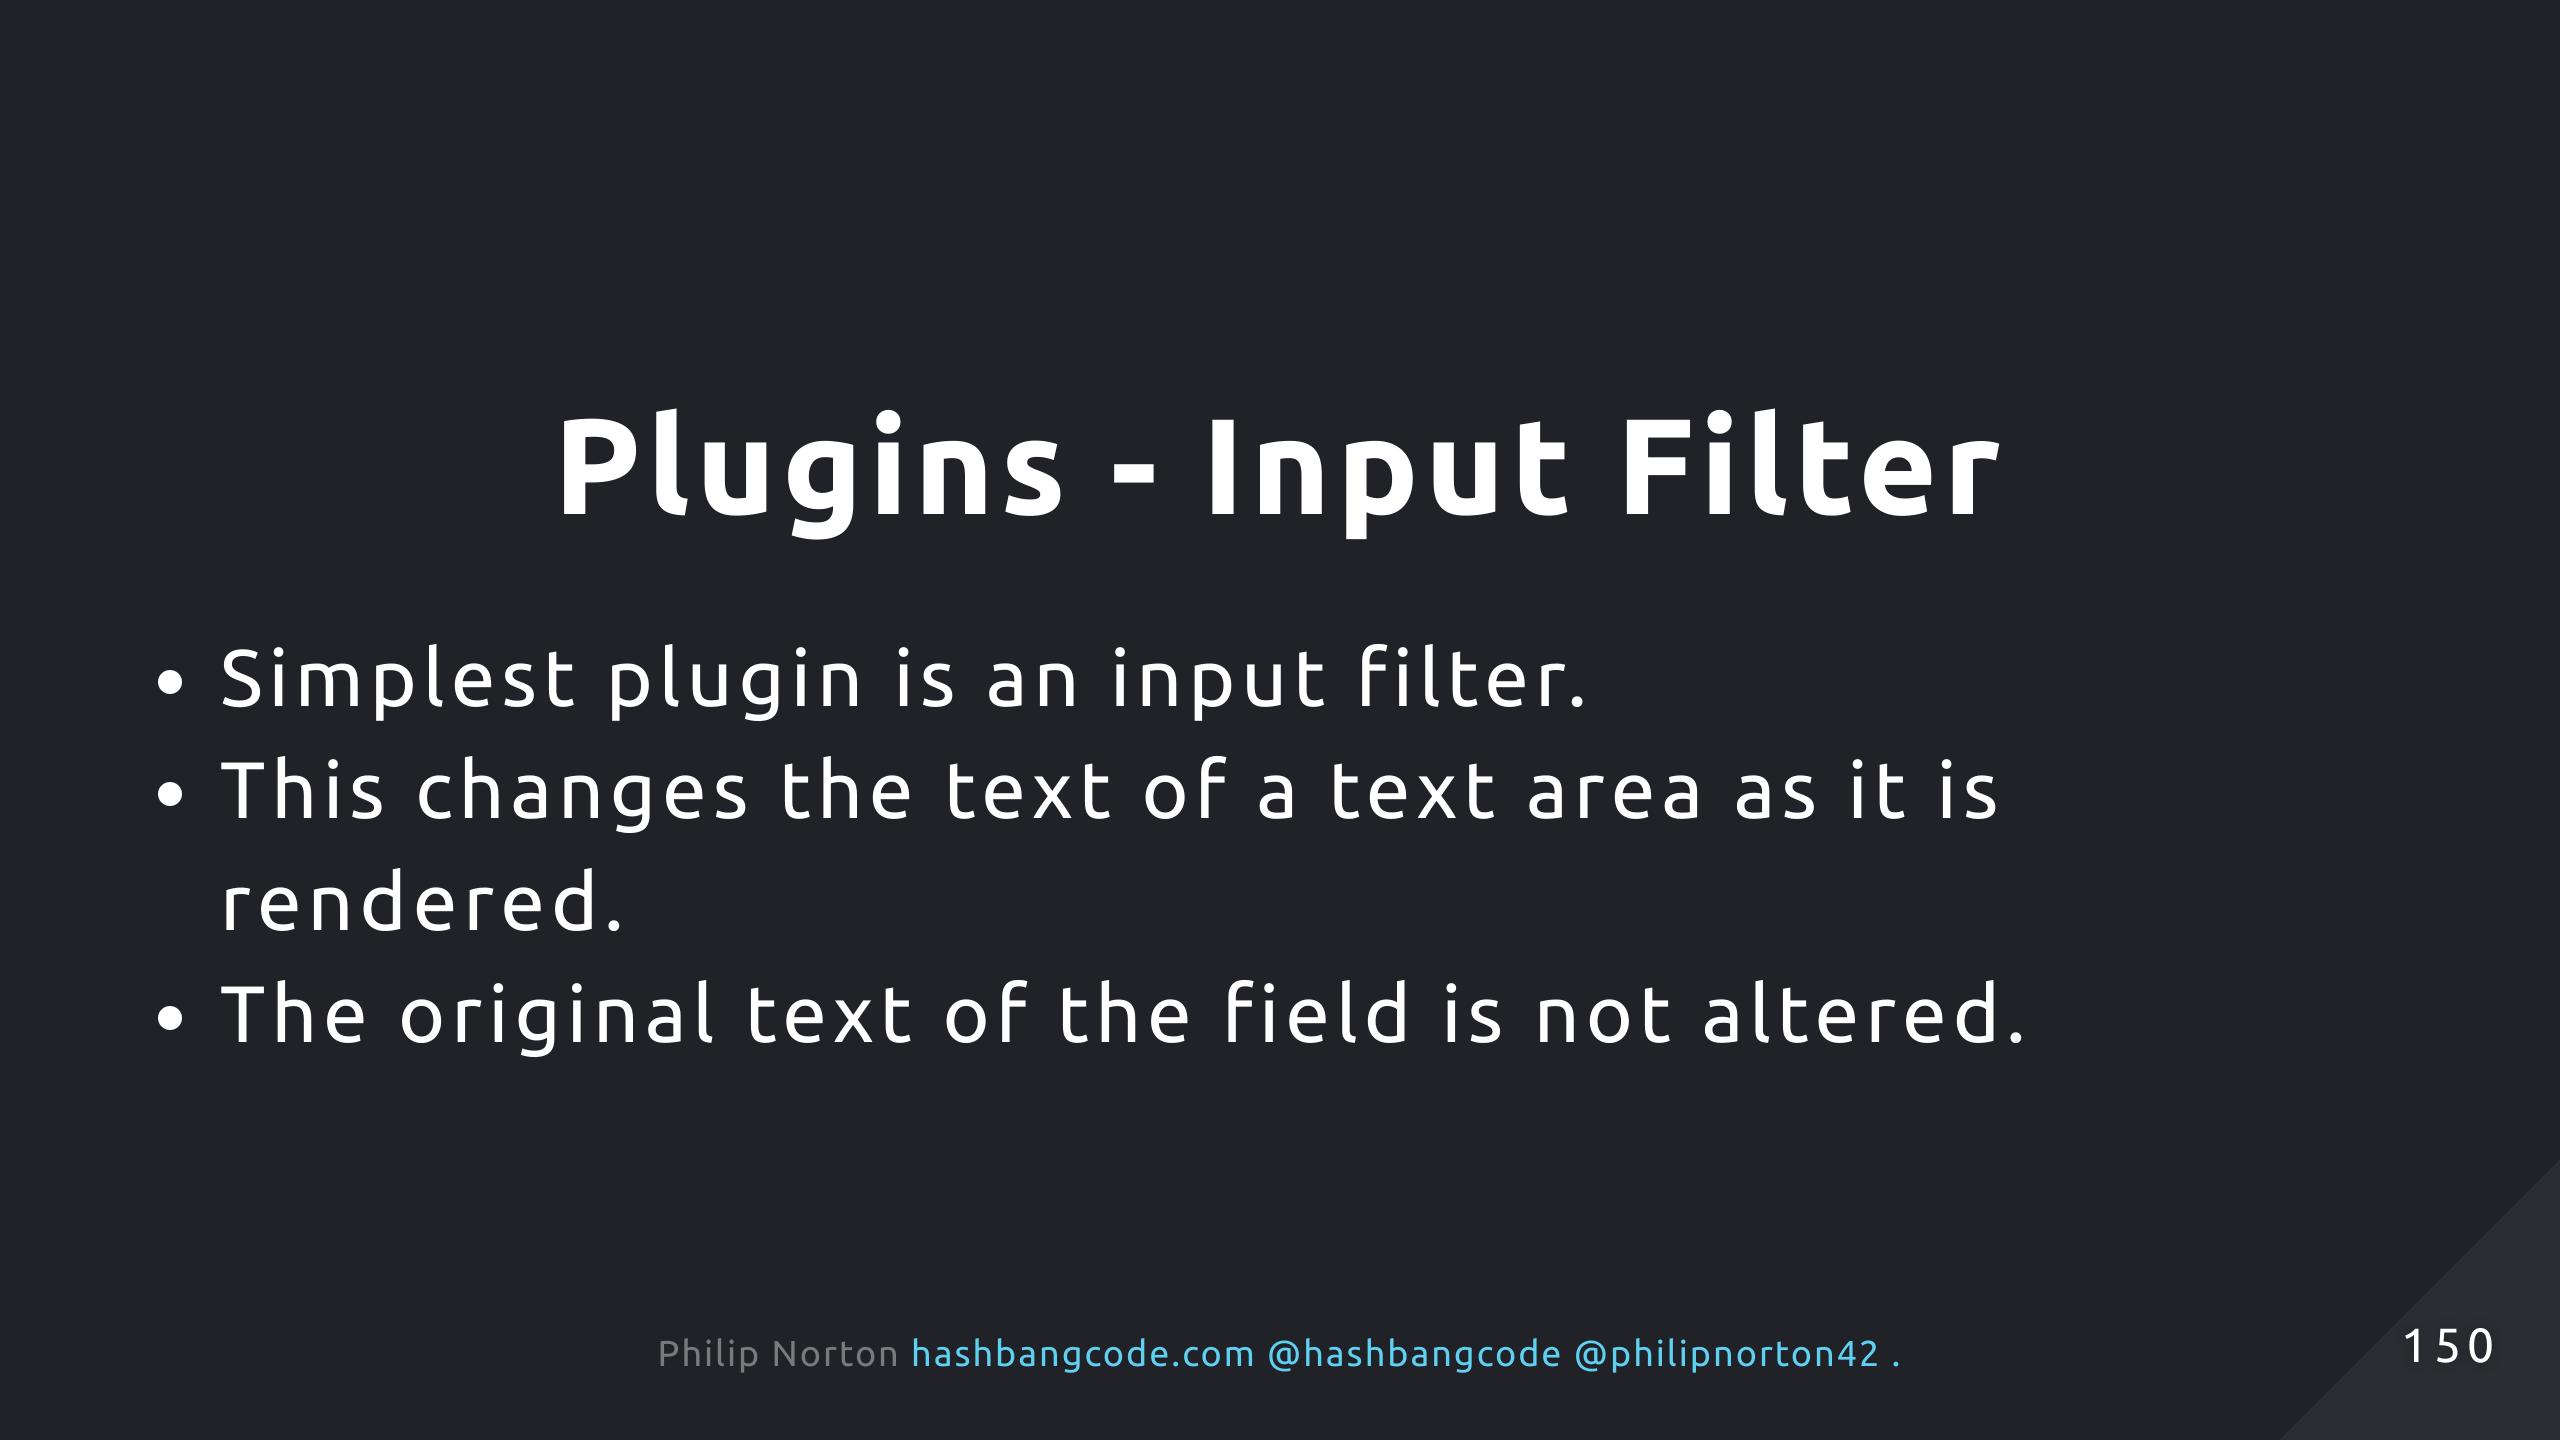 Plugins - Input Filter
• Simplest plugin is an input filter.
• This changes the text of a text area as it is
rendered.
• The original text of the field is not altered.
Philip Norton hashbangcode.com @hashbangcode @philipnorton42 .
150